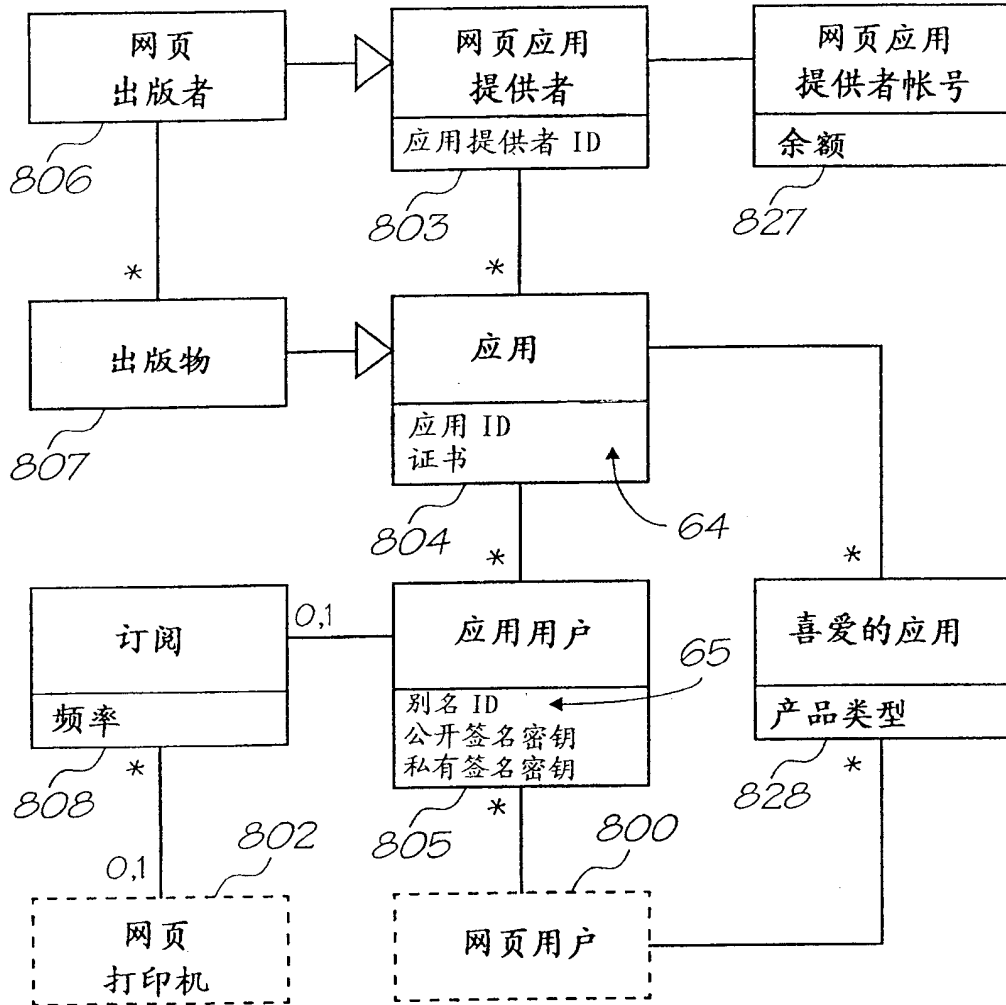 网页
出版者
806
网页应用
提供者
应用提供者 ID
803
网页应用
提供者帐号
余额
827
*
*
出版物
807
应用
应用 ID
证书
804
64
*
*
订阅
频率
808
0,1
应用用户
别名 ID
公开签名密钥
私有签名密钥
805
65
喜爱的应用
产品类型
828
*
*
*
0,1
802
800
网页
打印机
网页用户